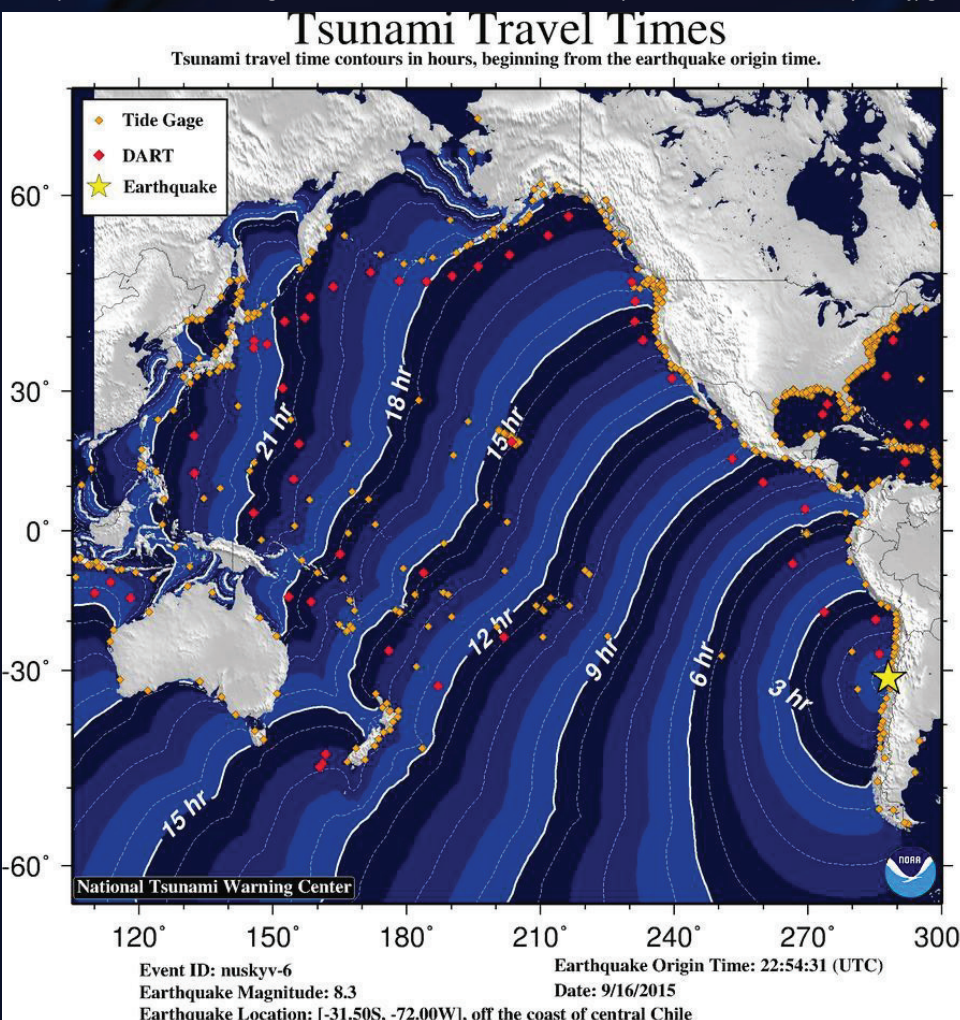 Tsunami Travel Times
Tsunami travel time contours in hours, beginning from the earthquake origin time.
Tide Gage
DART
Earthquake
60°
30°
0°
-30°
-60°
21 hr
18 hr
15 hr
12 hr
9 hr
6 hr
3 hr
15 hr
NOAA
National Tsunami Warning Center
120° 150° 180° 210° 240° 270° 300
Event ID: nuskyv-6
Earthquake Magnitude: 8.3
Earthquake Location: [-31.50S, -72.00W], off the coast of central Chile
Earthquake Origin Time: 22:54:31 (UTC)
Date: 9/16/2015